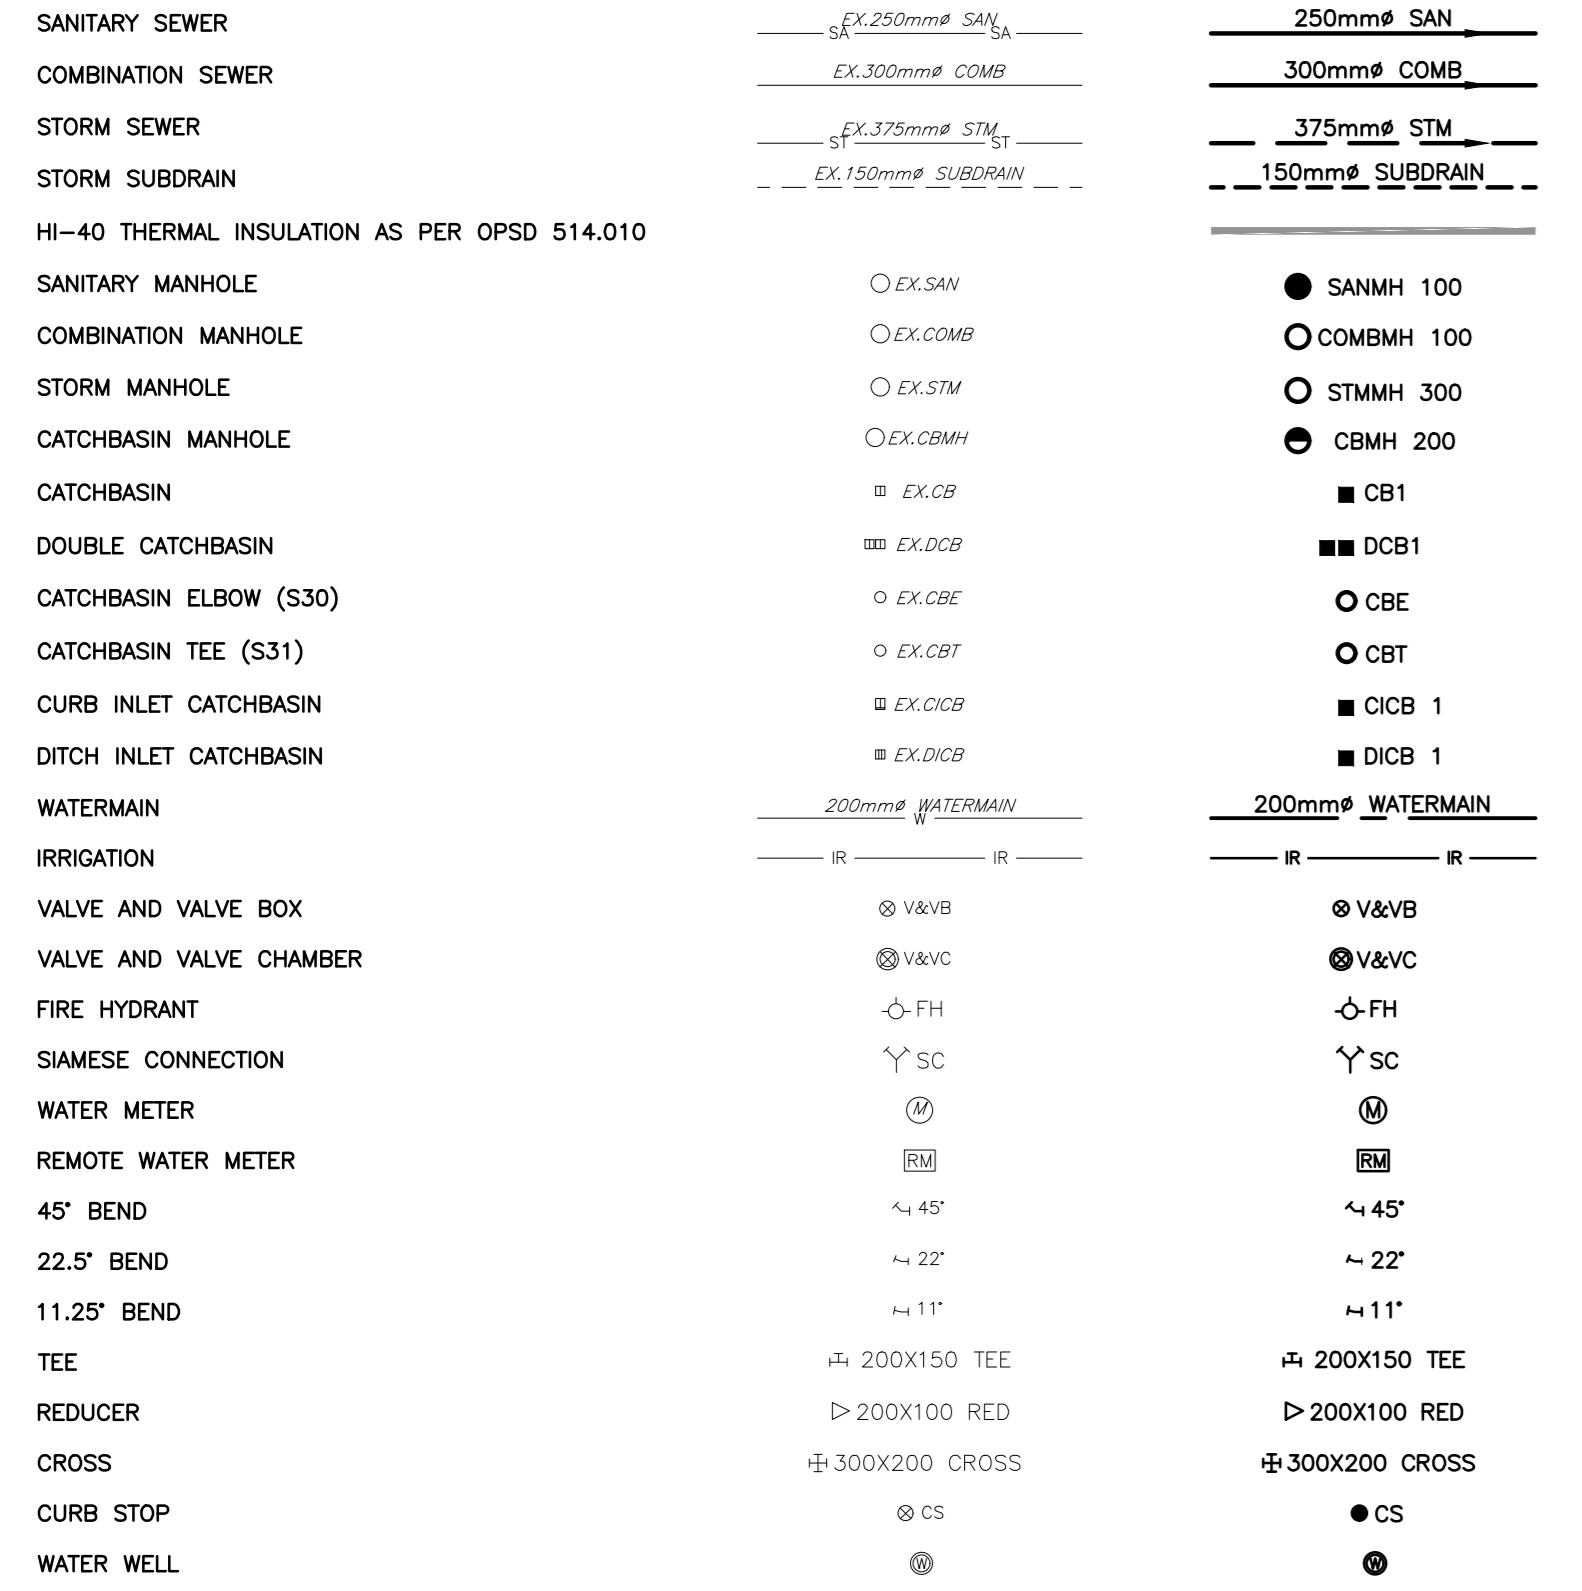 SANITARY SEWER EX.250mmø SAN SA SA 250mmø SAN
COMBINATION SEWER EX.300mmø COMB 300mmø COMB
STORM SEWER EX.375mmø STM ST ST 375mmø STM
STORM SUBDRAIN EX.150mmø SUBDRAIN 150mmø SUBDRAIN
HI-40 THERMAL INSULATION AS PER OPSD 514.010
SANITARY MANHOLE EX.SAN SANMH 100
COMBINATION MANHOLE EX.COMB COMBMH 100
STORM MANHOLE EX.STM STMMH 300
CATCHBASIN MANHOLE EX.CBMH CBMH 200
CATCHBASIN EX.CB CB1
DOUBLE CATCHBASIN EX.DCB DCB1
CATCHBASIN ELBOW (S30) EX.CBE CBE
CATCHBASIN TEE (S31) EX.CBT CBT
CURB INLET CATCHBASIN EX.CICB CICB 1
DITCH INLET CATCHBASIN EX.DICB DICB 1
WATERMAIN 200mmø WATERMAIN W 200mmø WATERMAIN
IRRIGATION IR IR IR IR
VALVE AND VALVE BOX V&VB V&VB
VALVE AND VALVE CHAMBER V&VC V&VC
FIRE HYDRANT FH FH
SIAMESE CONNECTION SC SC
WATER METER M M
REMOTE WATER METER RM RM
45° BEND 45° 45°
22.5° BEND 22° 22°
11.25° BEND 11° 11°
TEE 200X150 TEE 200X150 TEE
REDUCER 200X100 RED 200X100 RED
CROSS 300X200 CROSS 300X200 CROSS
CURB STOP CS CS
WATER WELL W W